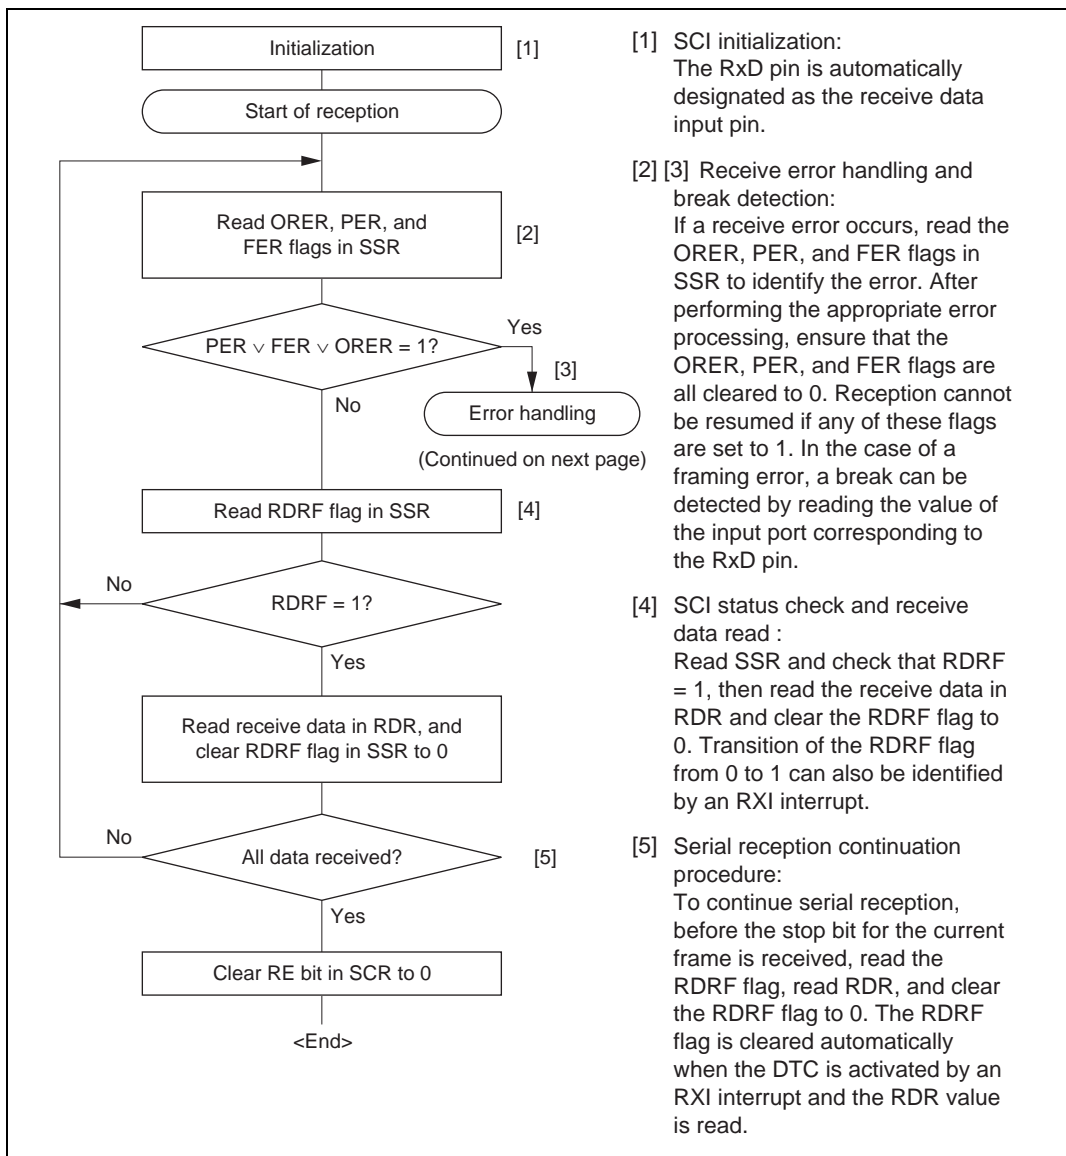 Initialization
[1]
Start of reception
Read ORER, PER, and
FER flags in SSR
[2]
PER ∨ FER ∨ ORER = 1?
Yes
[3]
No
Error handling
(Continued on next page)
Read RDRF flag in SSR
[4]
No
RDRF = 1?
Yes
Read receive data in RDR, and
clear RDRF flag in SSR to 0
No
All data received?
[5]
Yes
Clear RE bit in SCR to 0
<End>
[1] SCI initialization:
The RxD pin is automatically
designated as the receive data
input pin.
[2] [3] Receive error handling and
break detection:
If a receive error occurs, read the
ORER, PER, and FER flags in
SSR to identify the error. After
performing the appropriate error
processing, ensure that the
ORER, PER, and FER flags are
all cleared to 0. Reception cannot
be resumed if any of these flags
are set to 1. In the case of a
framing error, a break can be
detected by reading the value of
the input port corresponding to
the RxD pin.
[4] SCI status check and receive
data read :
Read SSR and check that RDRF
= 1, then read the receive data in
RDR and clear the RDRF flag to
0. Transition of the RDRF flag
from 0 to 1 can also be identified
by an RXI interrupt.
[5] Serial reception continuation
procedure:
To continue serial reception,
before the stop bit for the current
frame is received, read the
RDRF flag, read RDR, and clear
the RDRF flag to 0. The RDRF
flag is cleared automatically
when the DTC is activated by an
RXI interrupt and the RDR value
is read.